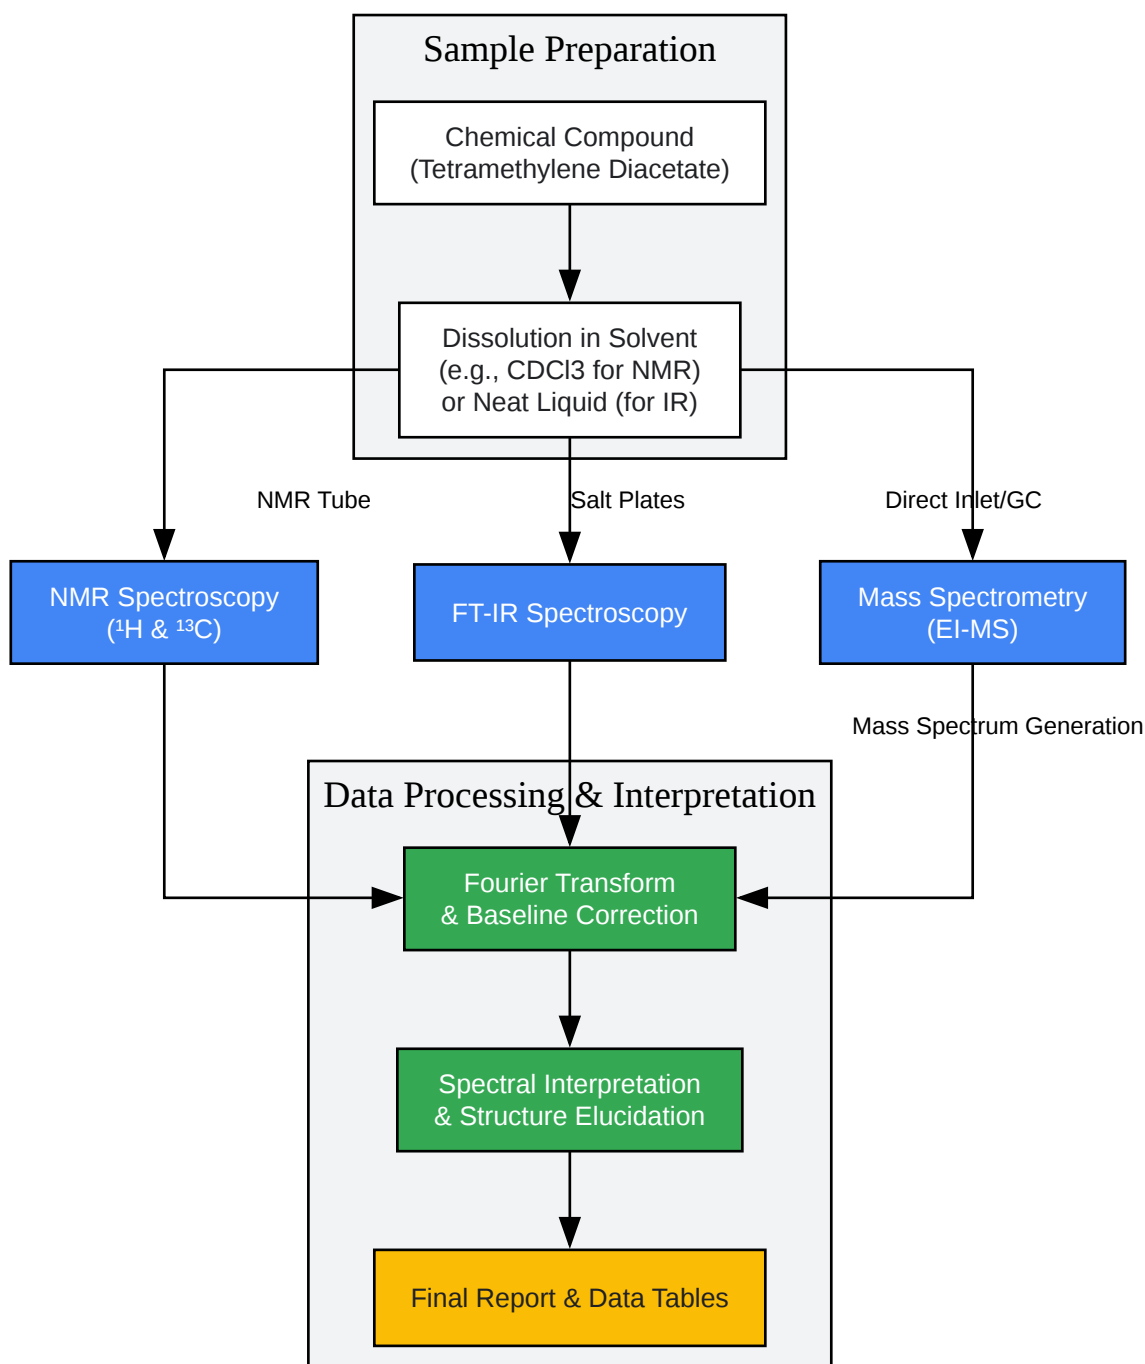 Sample Preparation
Chemical Compound
(Tetramethylene Diacetate)
Dissolution in Solvent
(e.g., CDCl3 for NMR)
or Neat Liquid (for IR)
NMR Tube
Salt Plates
Direct Inlet/GC
NMR Spectroscopy
(¹H & ¹³C)
FT-IR Spectroscopy
Mass Spectrometry
(EI-MS)
Mass Spectrum Generation
Data Processing & Interpretation
Fourier Transform
& Baseline Correction
Spectral Interpretation
& Structure Elucidation
Final Report & Data Tables